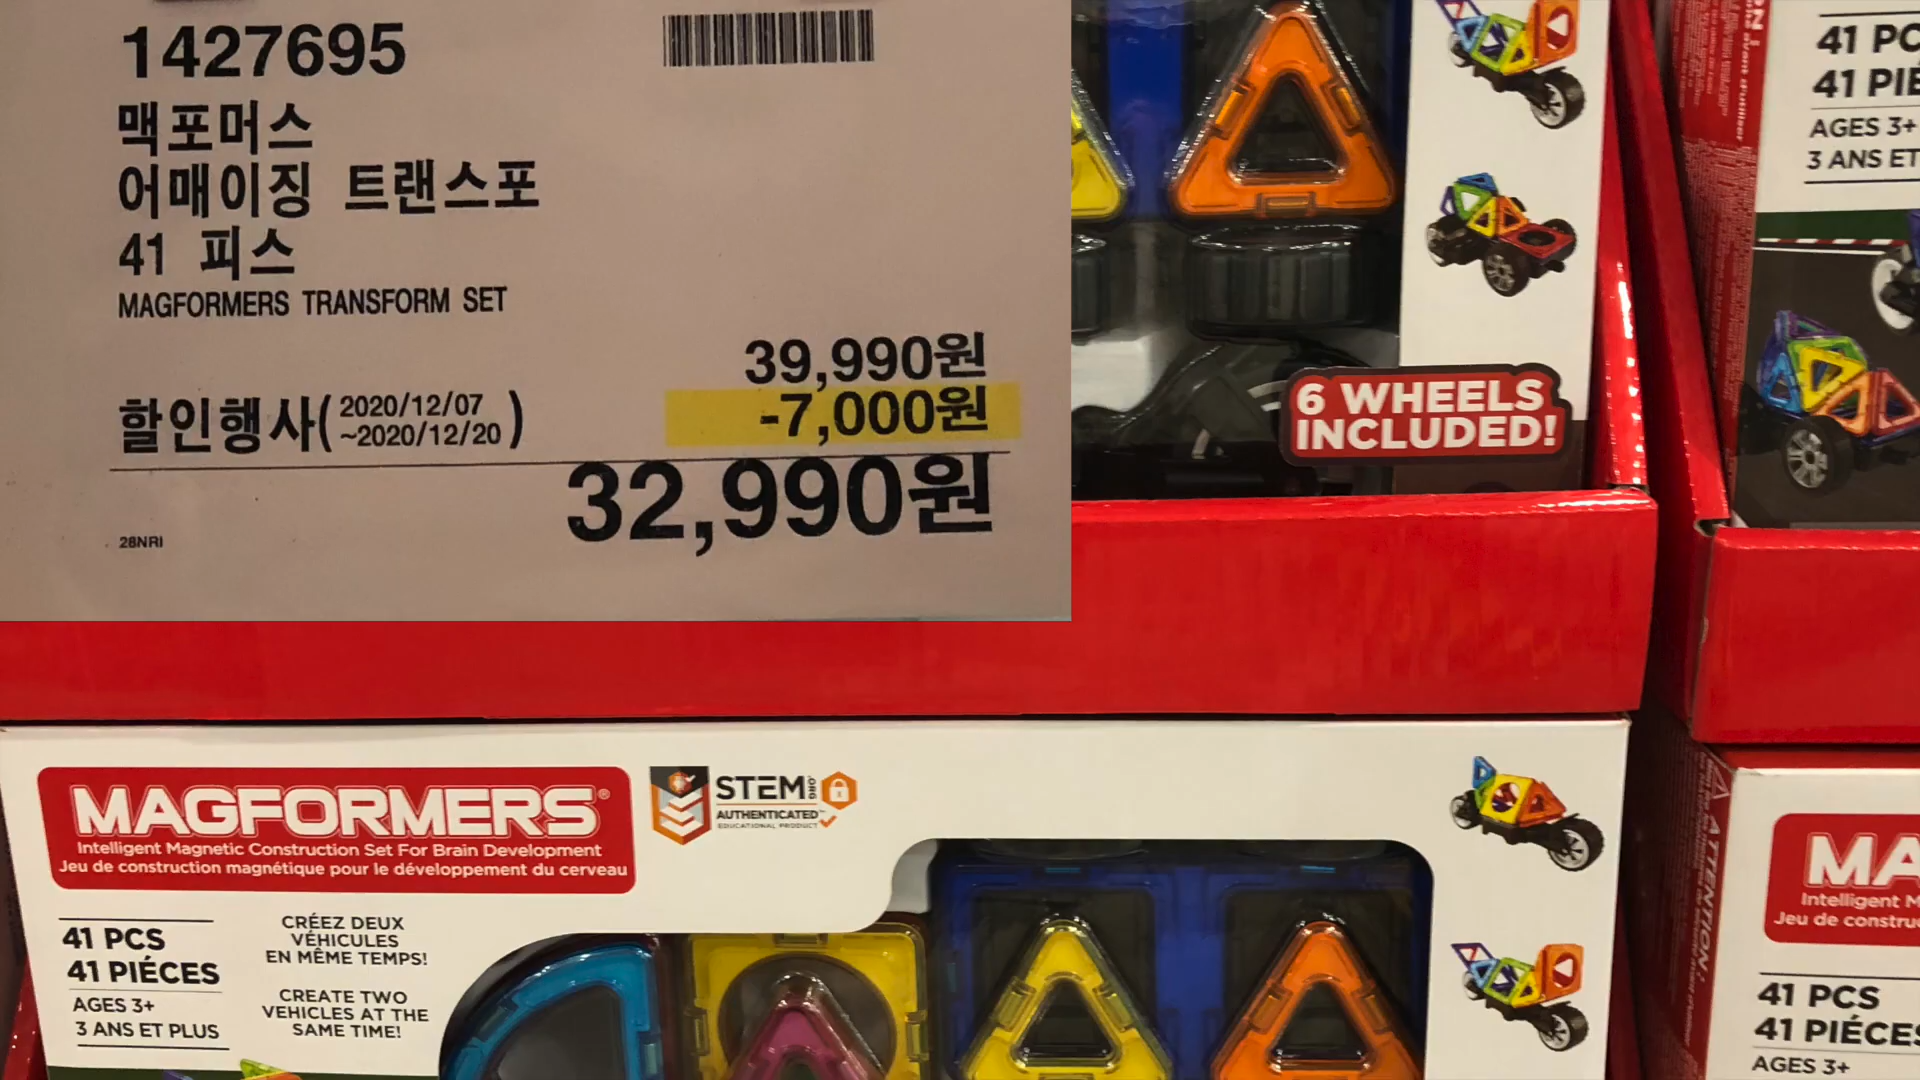 1427695
맥포머스
어매이징 트랜스포
41 피스
MAGFORMERS TRANSFORM SET
39,990원
할인행사( 2020/12/07 ~2020/12/20 )
-7,000원
32,990원
28NRI
6 WHEELS
INCLUDED!
41 PC
41 PIÉ
AGES 3+
3 ANS ET
MAGFORMERS®
Intelligent Magnetic Construction Set For Brain Development
Jeu de construction magnétique pour le développement du cerveau
STEM.ORG
AUTHENTICATED™
EDUCATIONAL PRODUCT
41 PCS
41 PIÉCES
AGES 3+
3 ANS ET PLUS
CRÉEZ DEUX
VÉHICULES
EN MÊME TEMPS!
CREATE TWO
VEHICLES AT THE
SAME TIME!
ATTENTION:
MA
Intelligent M
Jeu de constru
41 PCS
41 PIÉCES
AGES 3+